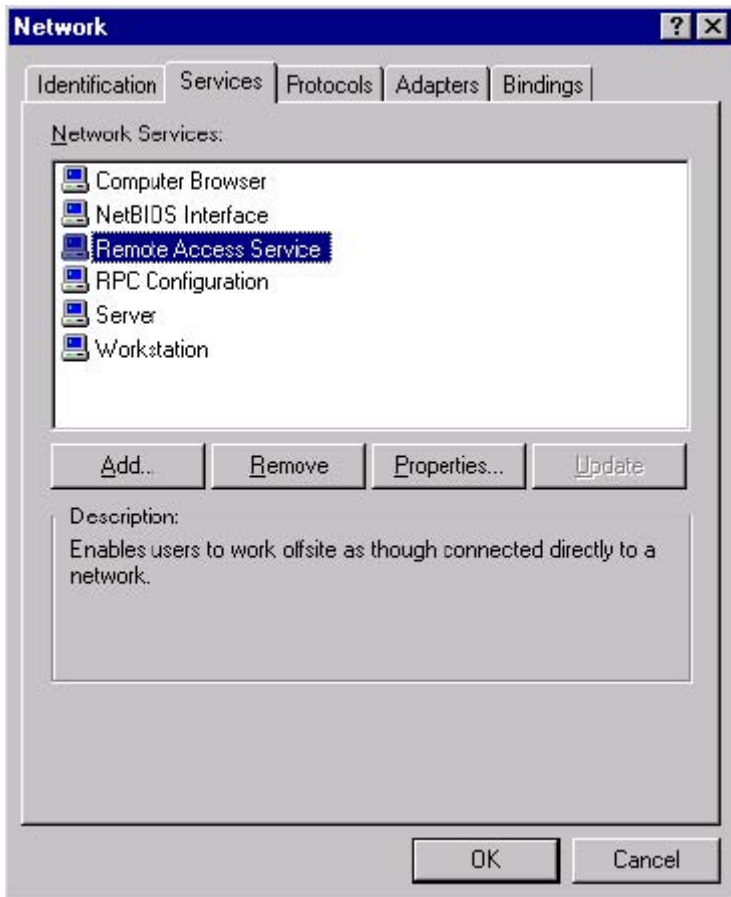 Network
Identification Services Protocols Adapters Bindings
Network Services:
Computer Browser
NetBIOS Interface
Remote Access Service
RPC Configuration
Server
Workstation
Add... Remove Properties... Update
Description:
Enables users to work offsite as though connected directly to a
network.
OK Cancel